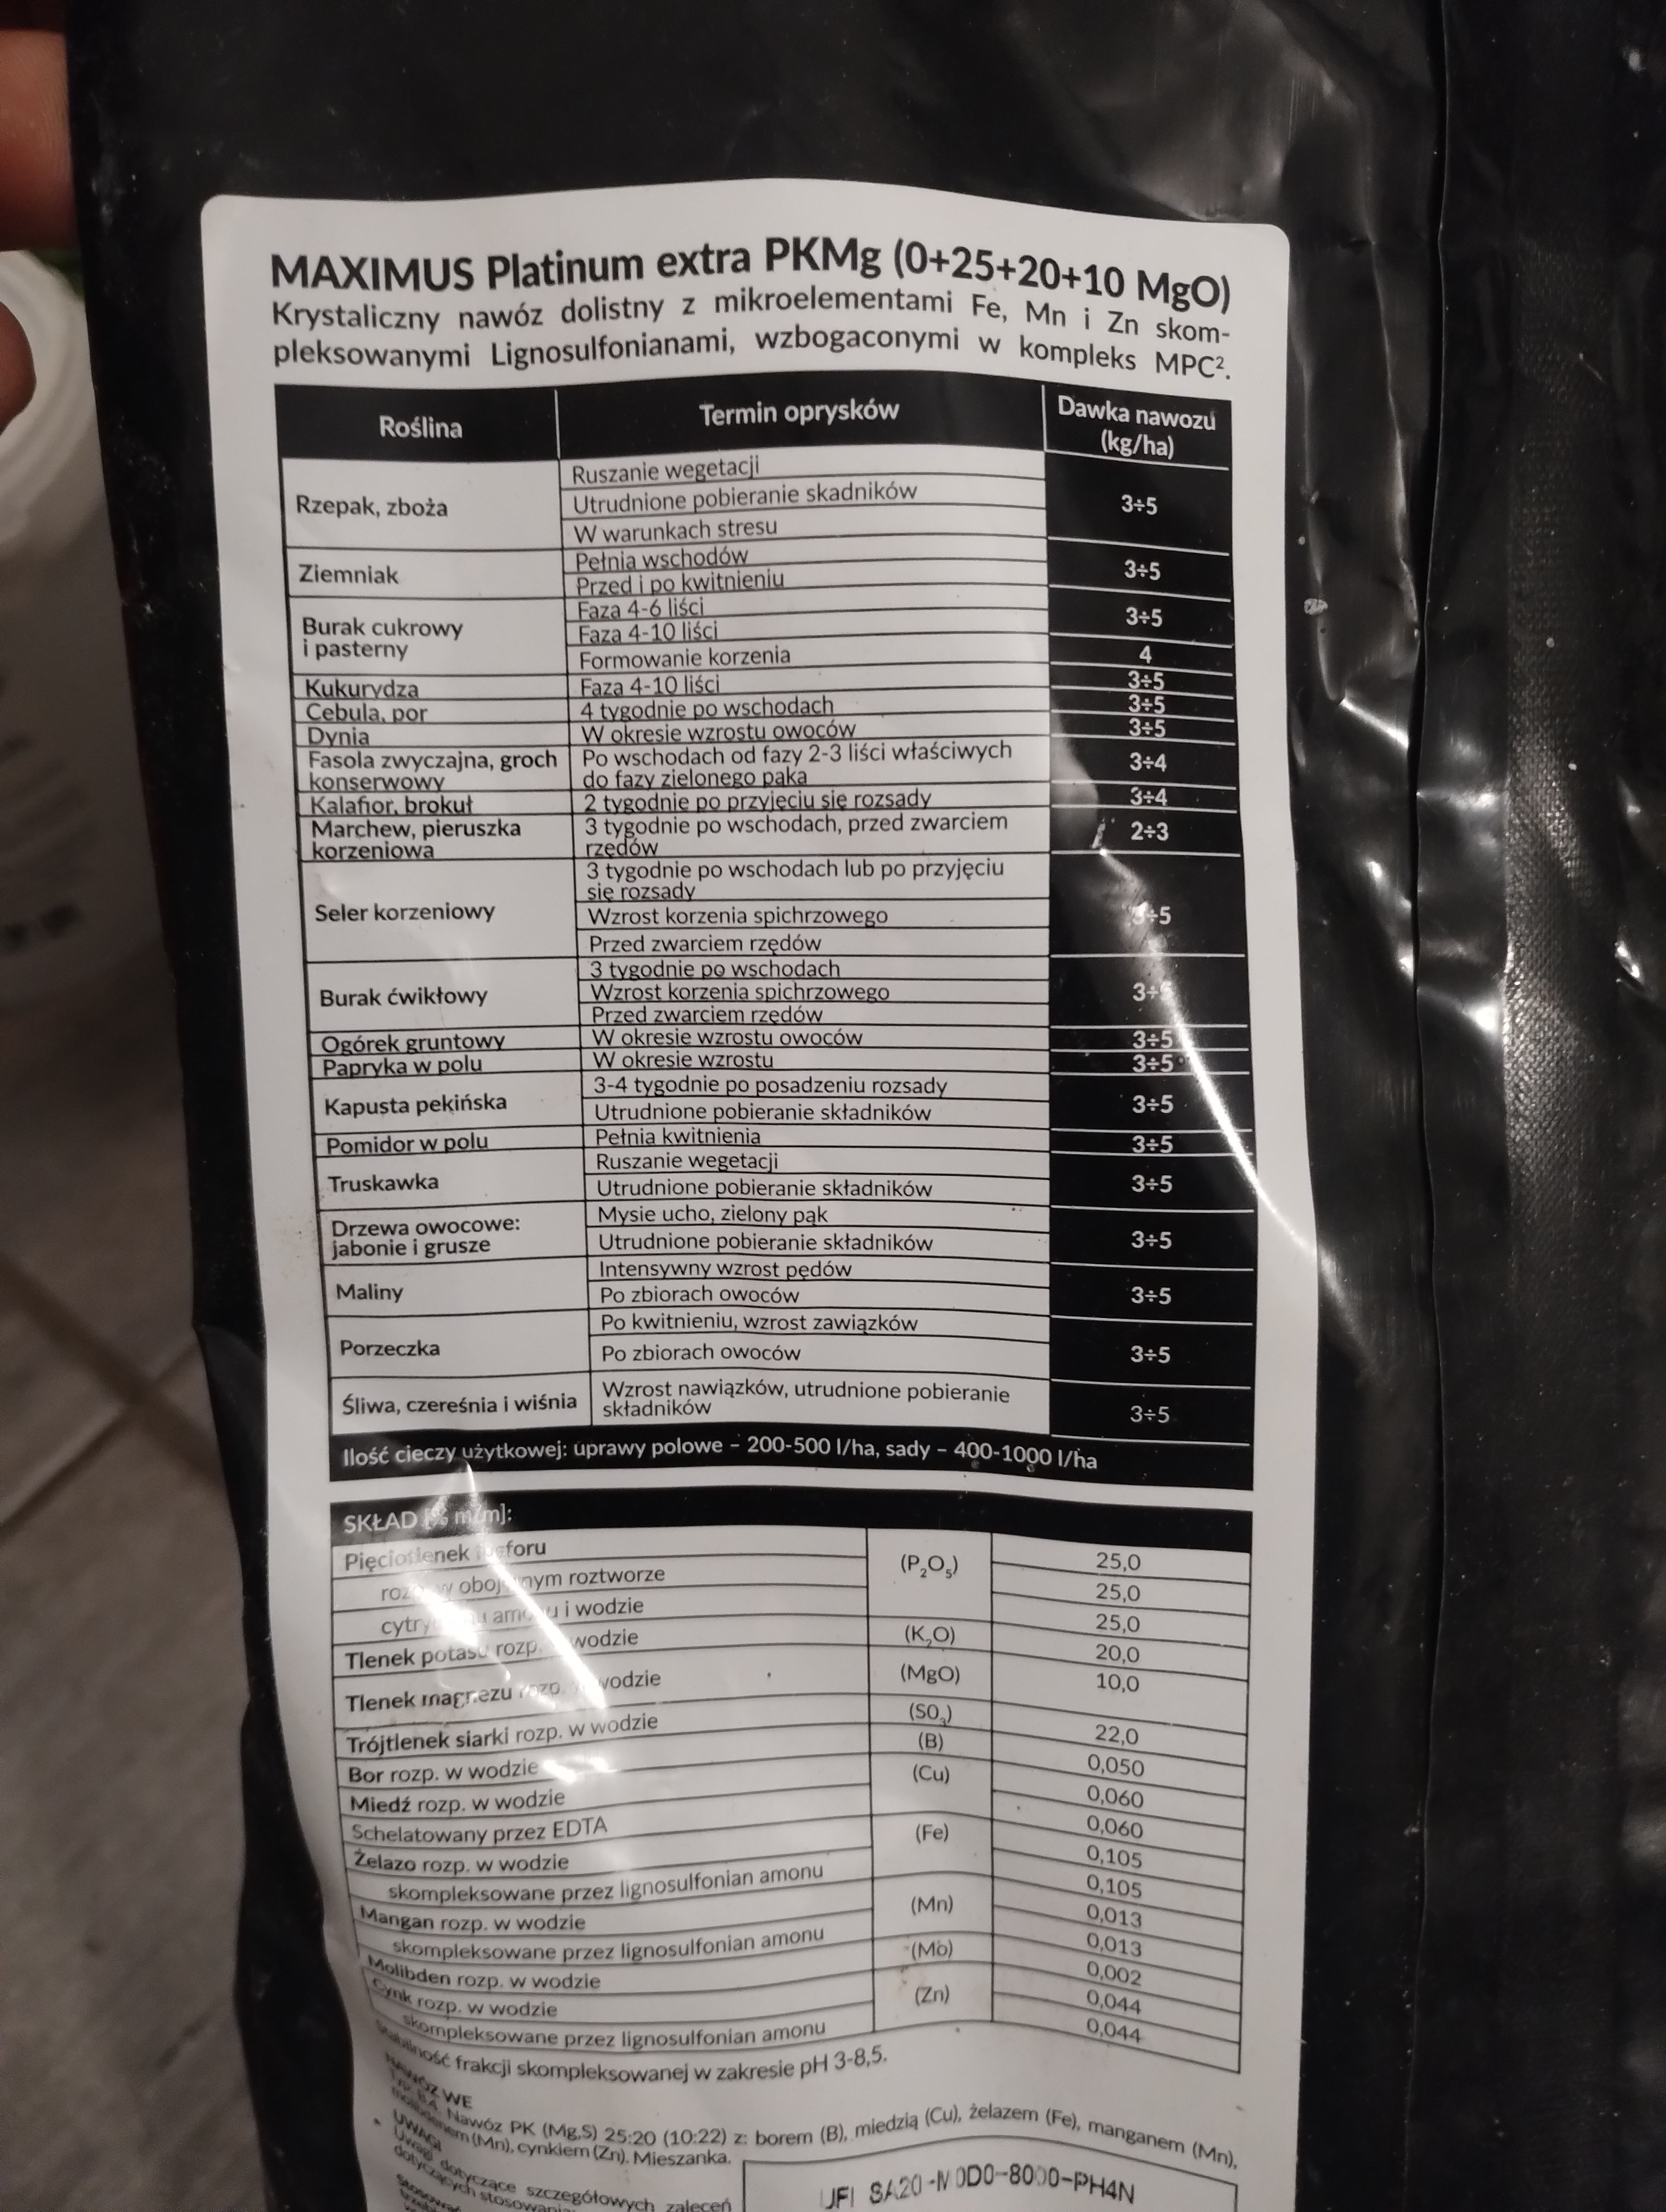 MAXIMUS Platinum extra PKMg (0+25+20+10 MgO)
Krystaliczny nawóz dolistny z mikroelementami Fe, Mn i Zn skom-
pleksowanymi Lignosulfonianami, wzbogaconymi w kompleks MPC².
Roślina Termin oprysków Dawka nawozu
(kg/ha)
Rzepak, zboża
Ruszanie wegetacji
Utrudnione pobieranie skadników
W warunkach stresu
3÷5
Ziemniak
Pełnia wschodów
Przed i po kwitnieniu
3÷5
Burak cukrowy
i pasterny
Faza 4-6 liści
Faza 4-10 liści
3÷5
Formowanie korzenia 4
Kukurydza Faza 4-10 liści 3÷5
Cebula, por 4 tygodnie po wschodach 3÷5
Dynia W okresie wzrostu owoców 3÷5
Fasola zwyczajna, groch
konserwowy
Po wschodach od fazy 2-3 liści właściwych
do fazy zielonego pąka
3÷4
Kalafior, brokuł 2 tygodnie po przyjęciu się rozsady 3÷4
Marchew, pieruszka
korzeniowa
3 tygodnie po wschodach, przed zwarciem
rzędów
2÷3
Seler korzeniowy
3 tygodnie po wschodach lub po przyjęciu
się rozsady
Wzrost korzenia spichrzowego
Przed zwarciem rzędów
÷5
Burak ćwikłowy
3 tygodnie po wschodach
Wzrost korzenia spichrzowego
Przed zwarciem rzędów
3÷5
Ogórek gruntowy W okresie wzrostu owoców 3÷5
Papryka w polu W okresie wzrostu 3÷5
Kapusta pekińska
3-4 tygodnie po posadzeniu rozsady
Utrudnione pobieranie składników
3÷5
Pomidor w polu Pełnia kwitnienia 3÷5
Truskawka
Ruszanie wegetacji
Utrudnione pobieranie składników
3÷5
Drzewa owocowe:
jabonie i grusze
Mysie ucho, zielony pąk
Utrudnione pobieranie składników
3÷5
Maliny
Intensywny wzrost pędów
Po zbiorach owoców
3÷5
Porzeczka
Po kwitnieniu, wzrost zawiązków
Po zbiorach owoców
3÷5
Śliwa, czereśnia i wiśnia
Wzrost nawiązków, utrudnione pobieranie
składników
3÷5
Ilość cieczy użytkowej: uprawy polowe – 200-500 l/ha, sady – 400-1000 l/ha
SKŁAD [% m/m]:
Pięciotlenek fosforu (P₂O₅) 25,0
rozp. w obojętnym roztworze 25,0
cytrynianu amonu i wodzie 25,0
Tlenek potasu rozp. w wodzie (K₂O) 20,0
Tlenek magnezu rozp. w wodzie (MgO) 10,0
Trójtlenek siarki rozp. w wodzie (SO₃) 22,0
Bor rozp. w wodzie (B) 0,050
Miedź rozp. w wodzie (Cu) 0,060
Schelatowany przez EDTA 0,060
Żelazo rozp. w wodzie (Fe) 0,105
skompleksowane przez lignosulfonian amonu 0,105
Mangan rozp. w wodzie (Mn) 0,013
skompleksowane przez lignosulfonian amonu 0,013
Molibden rozp. w wodzie (Mo) 0,002
Cynk rozp. w wodzie (Zn) 0,044
skompleksowane przez lignosulfonian amonu 0,044
Stabilność frakcji skompleksowanej w zakresie pH 3-8,5.
NAWÓZ WE
Nawóz PK (Mg,S) 25:20 (10:22) z: borem (B), miedzią (Cu), żelazem (Fe), manganem (Mn),
molibdenem (Mn), cynkiem (Zn). Mieszanka.
UWAGI
Uwagi dotyczące szczegółowych zaleceń
dotyczących stosowania
Stosować
UFI SA20-M0D0-8000-PH4N